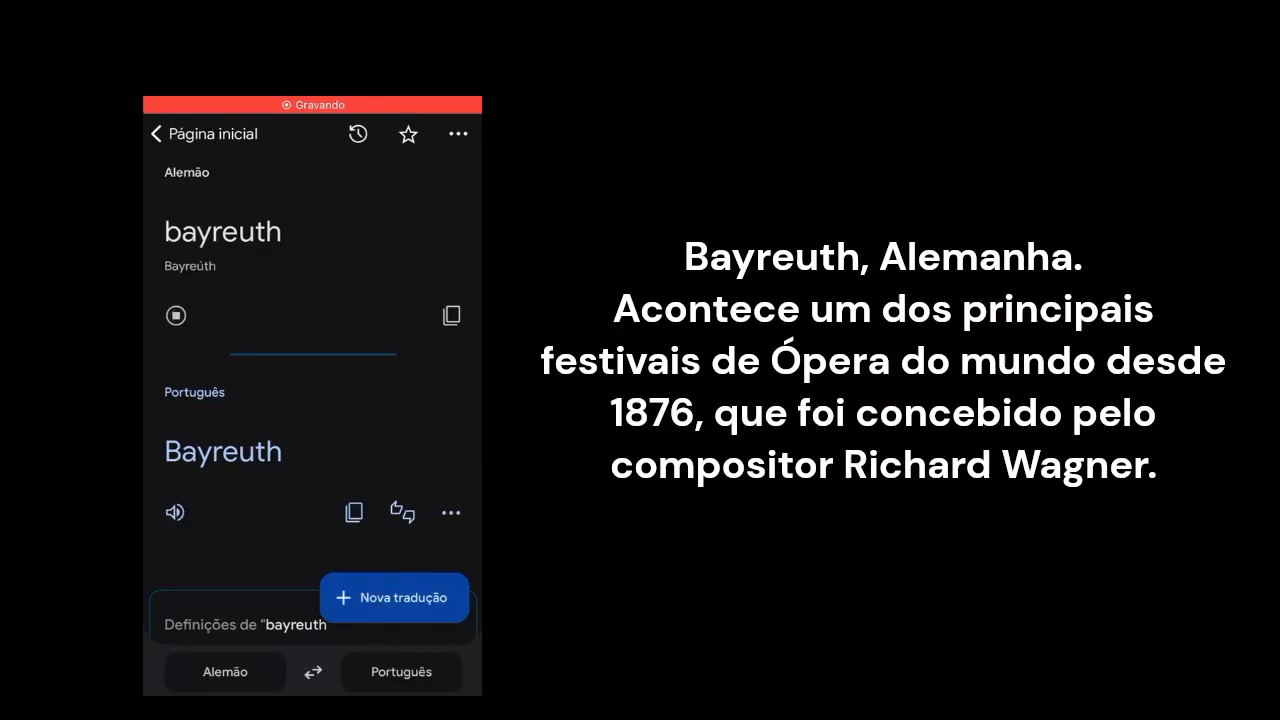 Gravando
Página inicial
Alemão
bayreuth
Bayreúth
Português
Bayreuth
Nova tradução
Definições de "bayreuth
Alemão
Português
Bayreuth, Alemanha.
Acontece um dos principais
festivais de Ópera do mundo desde
1876, que foi concebido pelo
compositor Richard Wagner.